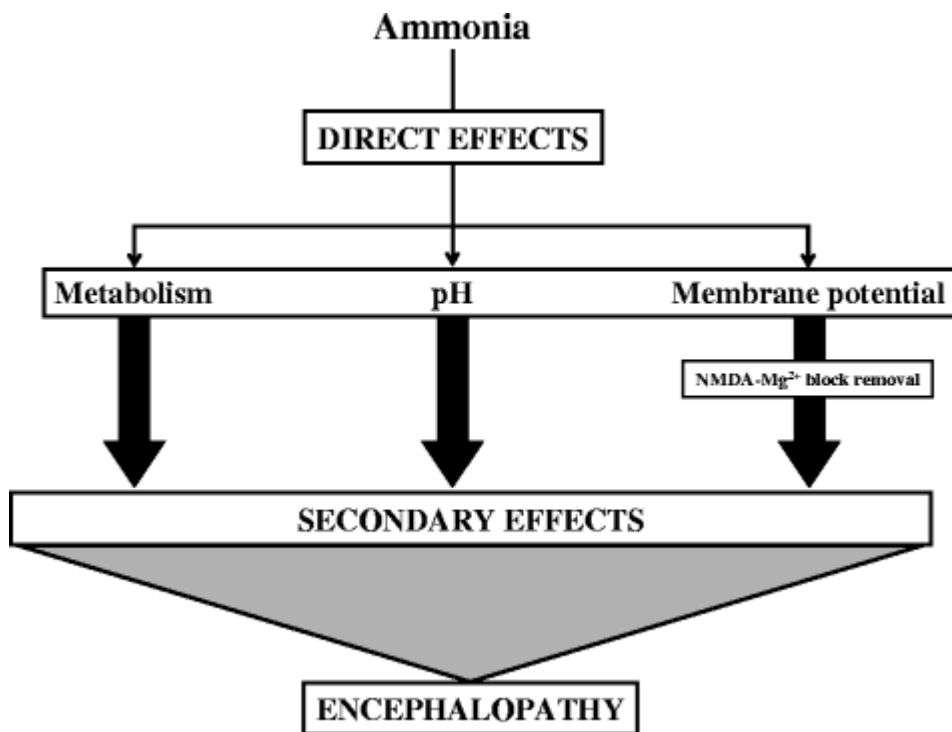 Ammonia
DIRECT EFFECTS
Metabolism pH Membrane potential
NMDA-Mg²⁺ block removal
SECONDARY EFFECTS
ENCEPHALOPATHY